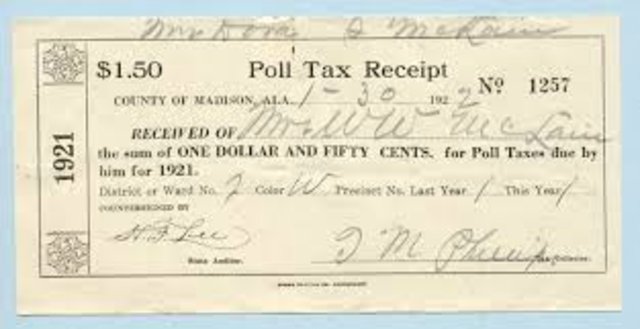 Mrs Dora McLain
$1.50 Poll Tax Receipt No 1257
COUNTY OF MADISON, ALA. 1-30 1922
RECEIVED OF Mrs W W McLain
the sum of ONE DOLLAR AND FIFTY CENTS, for Poll Taxes due by
him for 1921.
District or Ward No. 2 Color W Precinct No. Last Year 1 This Year 1
COUNTERSIGNED BY
H. F. Lee
State Auditor. Tax Collector.
1921